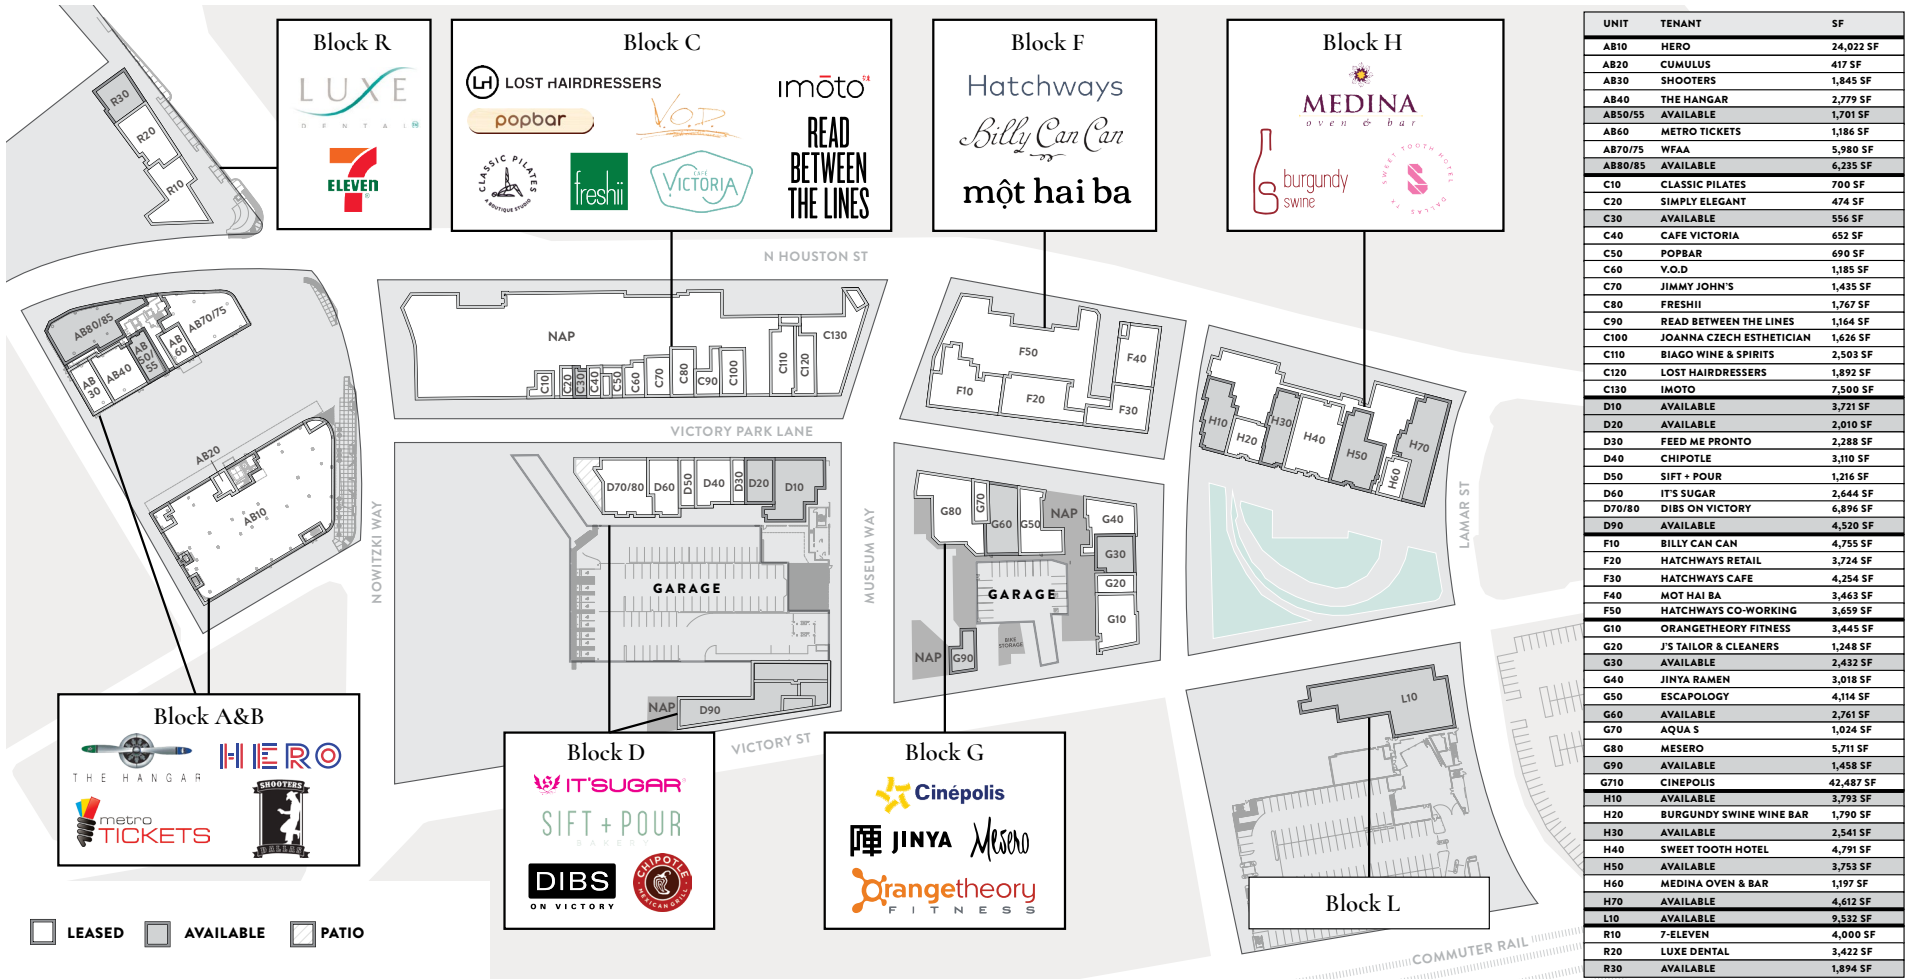 Block R
LUXE
DENTAL
7
ELEVEN
Block C
LH LOST HAIRDRESSERS
popbar
V.O.D.
imōto
CLASSIC PILATES
A BOUTIQUE STUDIO
freshii
CAFÉ
VICTORIA
READ
BETWEEN
THE LINES
Block F
Hatchways
Billy Can Can
một hai ba
Block H
MEDINA
oven & bar
burgundy
swine
SWEET TOOTH HOTEL
DALLAS TX
S
R30
R20
R10
N HOUSTON ST
AB80/85
AB70/75
AB
50/
55
AB
60
AB40
AB
30
AB20
AB10
NAP
C10
C20
C30
C40
C50
C60
C70
C80
C90
C100
C110
C120
C130
F50
F40
F10
F20
F30
H10
H20
H30
H40
H50
H60
H70
VICTORY PARK LANE
NOWITZKI WAY
MUSEUM WAY
LAMAR ST
D70/80
D60
D50
D40
D30
D20
D10
GARAGE
NAP
D90
VICTORY ST
G80
G70
G60
G50
NAP
G40
G30
G20
G10
GARAGE
BIKE
STORAGE
NAP
G90
L10
Block A&B
THE HANGAR
HERO
metro
TICKETS
SHOOTERS
DALLAS
Block D
IT'SUGAR
SIFT + POUR
BAKERY
DIBS
ON VICTORY
CHIPOTLE
MEXICAN GRILL
Block G
Cinépolis
JINYA
Mesero
Orangetheory
FITNESS
Block L
COMMUTER RAIL
LEASED
AVAILABLE
PATIO
UNIT TENANT SF
AB10 HERO 24,022 SF
AB20 CUMULUS 417 SF
AB30 SHOOTERS 1,845 SF
AB40 THE HANGAR 2,779 SF
AB50/55 AVAILABLE 1,701 SF
AB60 METRO TICKETS 1,186 SF
AB70/75 WFAA 5,980 SF
AB80/85 AVAILABLE 6,235 SF
C10 CLASSIC PILATES 700 SF
C20 SIMPLY ELEGANT 474 SF
C30 AVAILABLE 556 SF
C40 CAFE VICTORIA 652 SF
C50 POPBAR 690 SF
C60 V.O.D 1,185 SF
C70 JIMMY JOHN'S 1,435 SF
C80 FRESHII 1,767 SF
C90 READ BETWEEN THE LINES 1,164 SF
C100 JOANNA CZECH ESTHETICIAN 1,626 SF
C110 BIAGO WINE & SPIRITS 2,503 SF
C120 LOST HAIRDRESSERS 1,892 SF
C130 IMOTO 7,500 SF
D10 AVAILABLE 3,721 SF
D20 AVAILABLE 2,010 SF
D30 FEED ME PRONTO 2,288 SF
D40 CHIPOTLE 3,110 SF
D50 SIFT + POUR 1,216 SF
D60 IT'S SUGAR 2,644 SF
D70/80 DIBS ON VICTORY 6,896 SF
D90 AVAILABLE 4,520 SF
F10 BILLY CAN CAN 4,755 SF
F20 HATCHWAYS RETAIL 3,724 SF
F30 HATCHWAYS CAFE 4,254 SF
F40 MOT HAI BA 3,463 SF
F50 HATCHWAYS CO-WORKING 3,659 SF
G10 ORANGETHEORY FITNESS 3,445 SF
G20 J'S TAILOR & CLEANERS 1,248 SF
G30 AVAILABLE 2,432 SF
G40 JINYA RAMEN 3,018 SF
G50 ESCAPOLOGY 4,114 SF
G60 AVAILABLE 2,761 SF
G70 AQUA S 1,024 SF
G80 MESERO 5,711 SF
G90 AVAILABLE 1,458 SF
G710 CINEPOLIS 42,487 SF
H10 AVAILABLE 3,793 SF
H20 BURGUNDY SWINE WINE BAR 1,790 SF
H30 AVAILABLE 2,541 SF
H40 SWEET TOOTH HOTEL 4,791 SF
H50 AVAILABLE 3,753 SF
H60 MEDINA OVEN & BAR 1,197 SF
H70 AVAILABLE 4,612 SF
L10 AVAILABLE 9,532 SF
R10 7-ELEVEN 4,000 SF
R20 LUXE DENTAL 3,422 SF
R30 AVAILABLE 1,894 SF